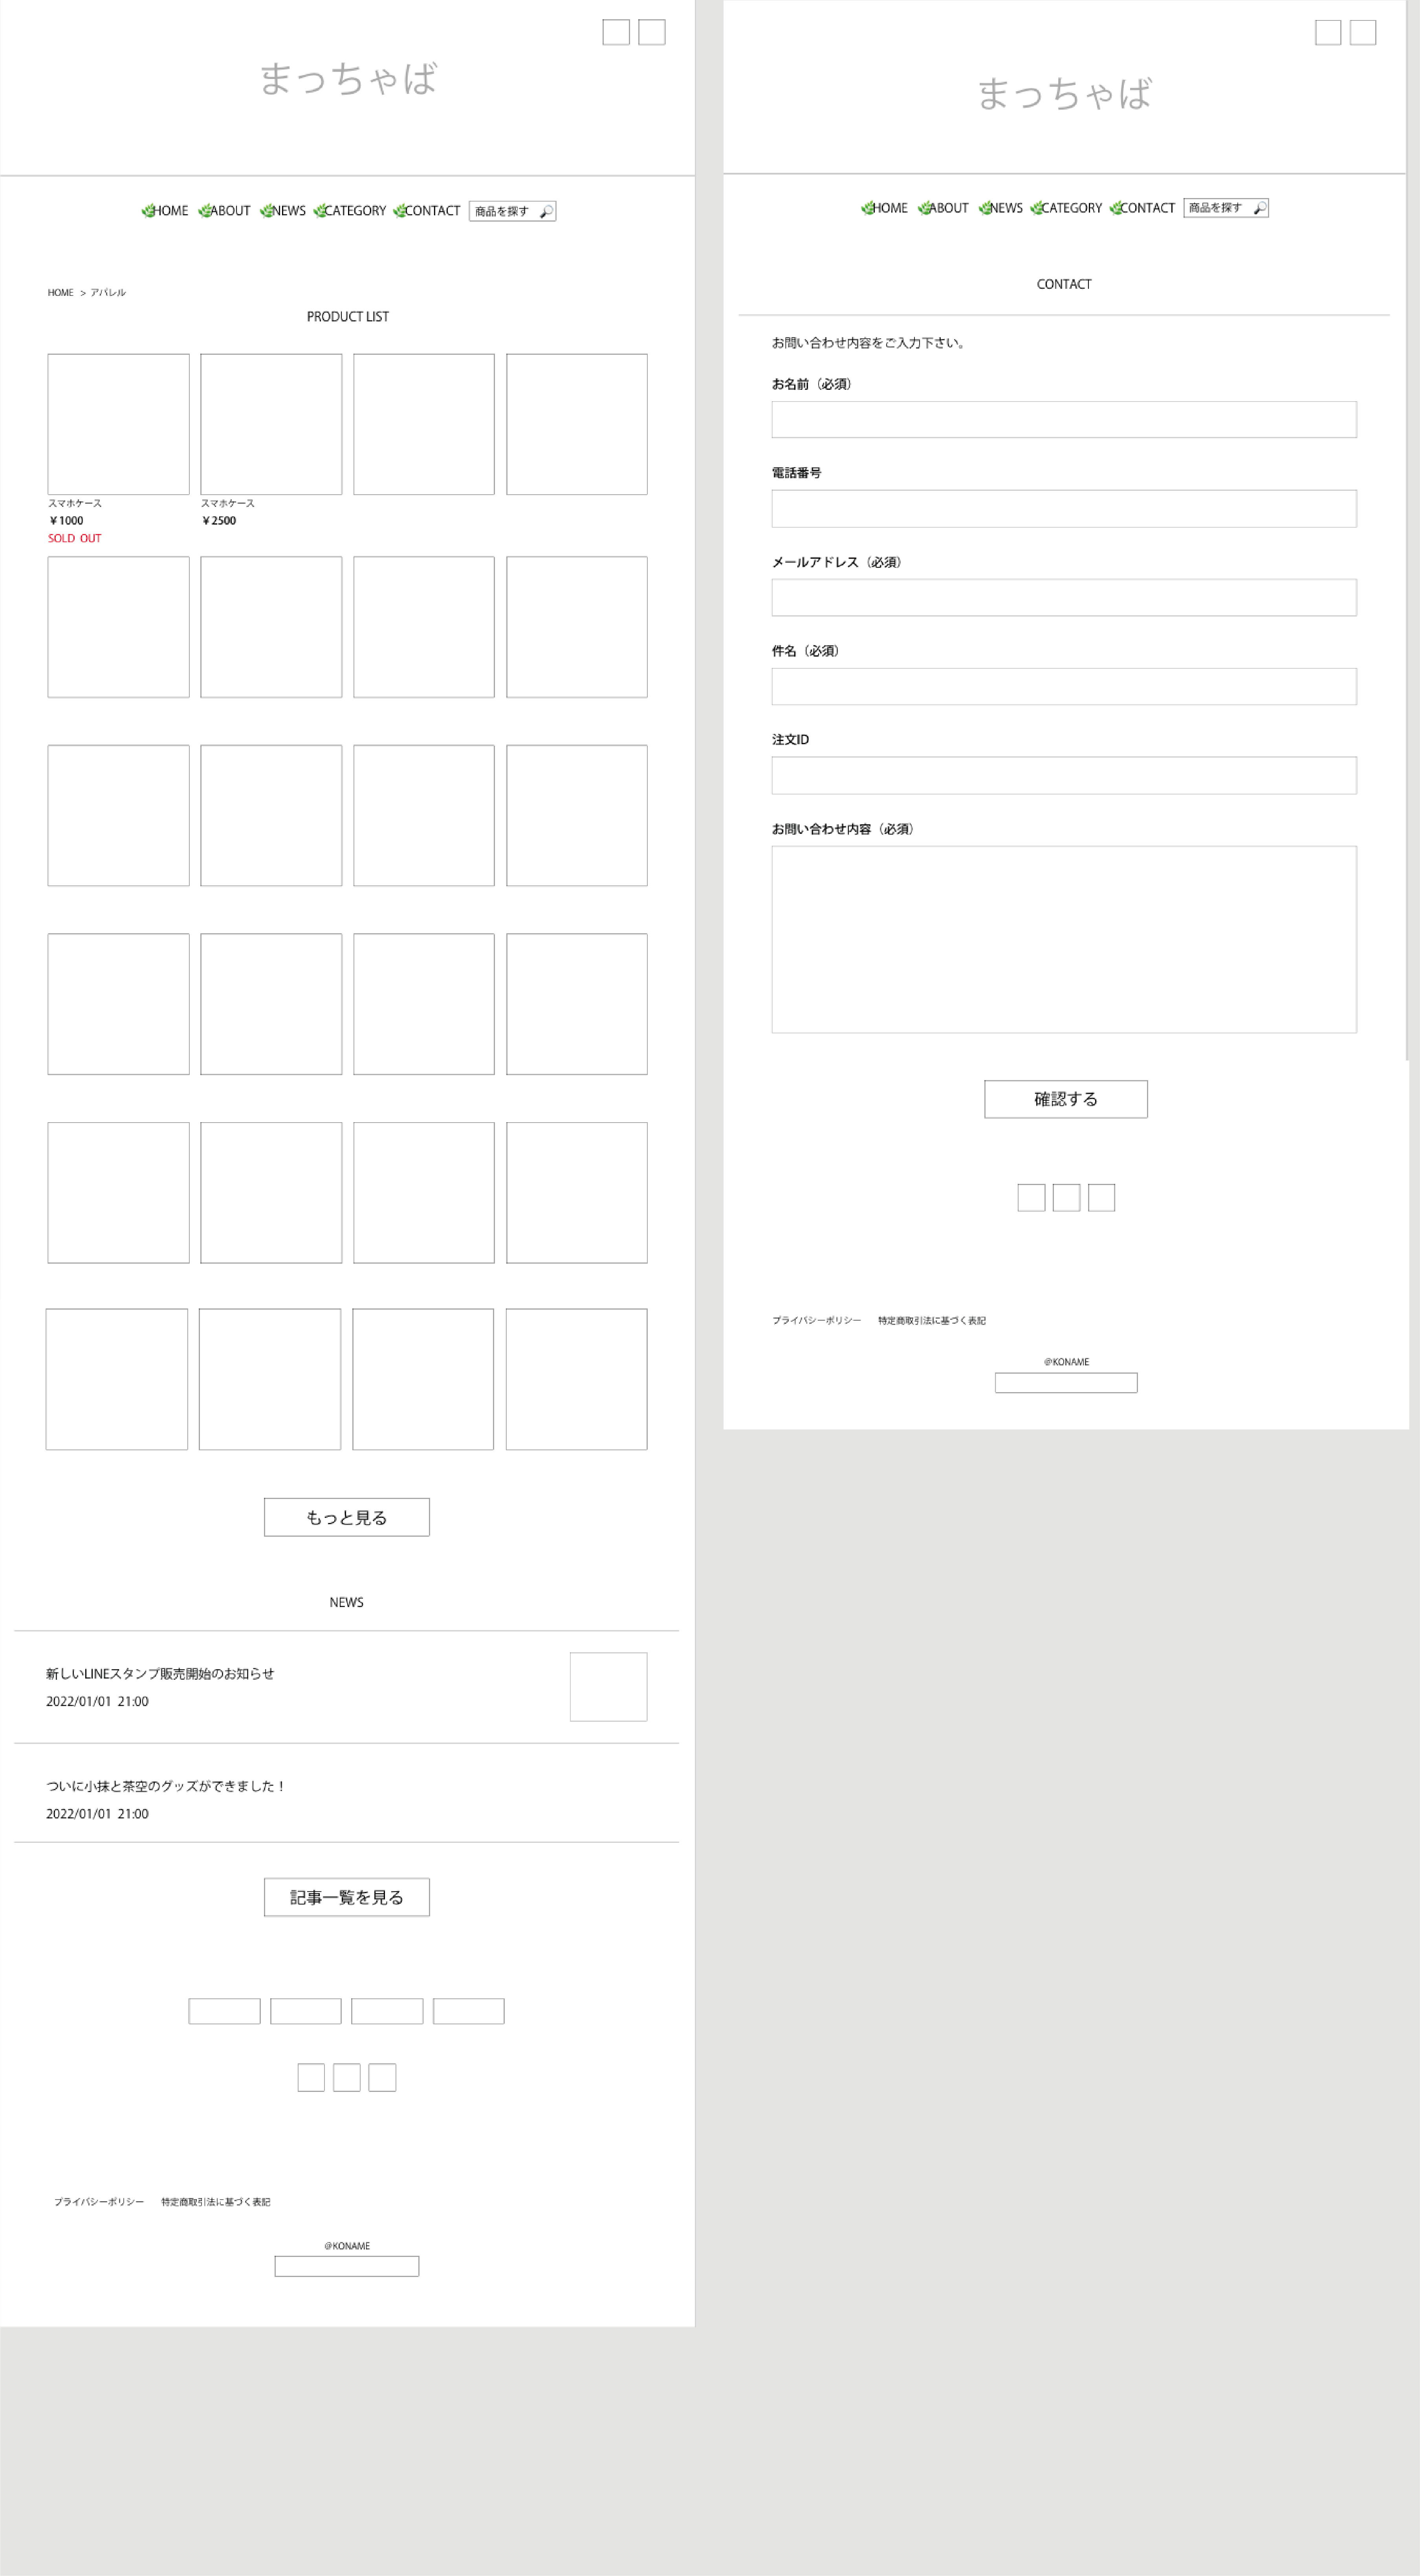 まっちゃば
HOME ABOUT NEWS CATEGORY CONTACT 商品を探す
HOME > アパレル
PRODUCT LIST
スマホケース スマホケース
￥1000 ￥2500
SOLD OUT
もっと見る
NEWS
新しいLINEスタンプ販売開始のお知らせ
2022/01/01 21:00
ついに小抹と茶空のグッズができました！
2022/01/01 21:00
記事一覧を見る
プライバシーポリシー 特定商取引法に基づく表記
@KONAME
まっちゃば
HOME ABOUT NEWS CATEGORY CONTACT 商品を探す
CONTACT
お問い合わせ内容をご入力下さい。
お名前（必須）
電話番号
メールアドレス（必須）
件名（必須）
注文ID
お問い合わせ内容（必須）
確認する
プライバシーポリシー 特定商取引法に基づく表記
@KONAME